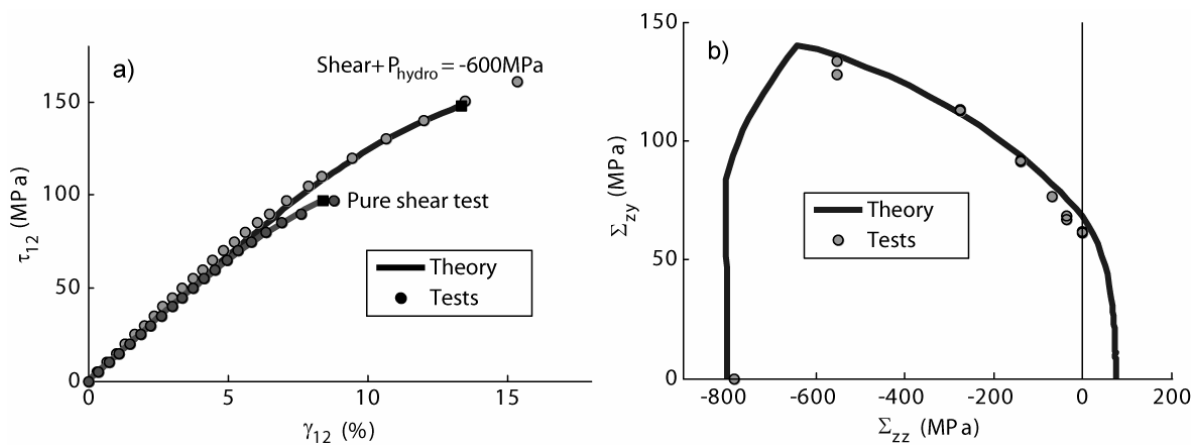 a)
Shear+P_hydro = -600MPa
150
100
50
0
τ_12 (MPa)
Pure shear test
Theory
Tests
0
5
10
15
γ_12 (%)
b)
150
100
50
0
Σ_zy (MPa)
Theory
Tests
-800
-600
-400
-200
0
200
Σ_zz (MPa)